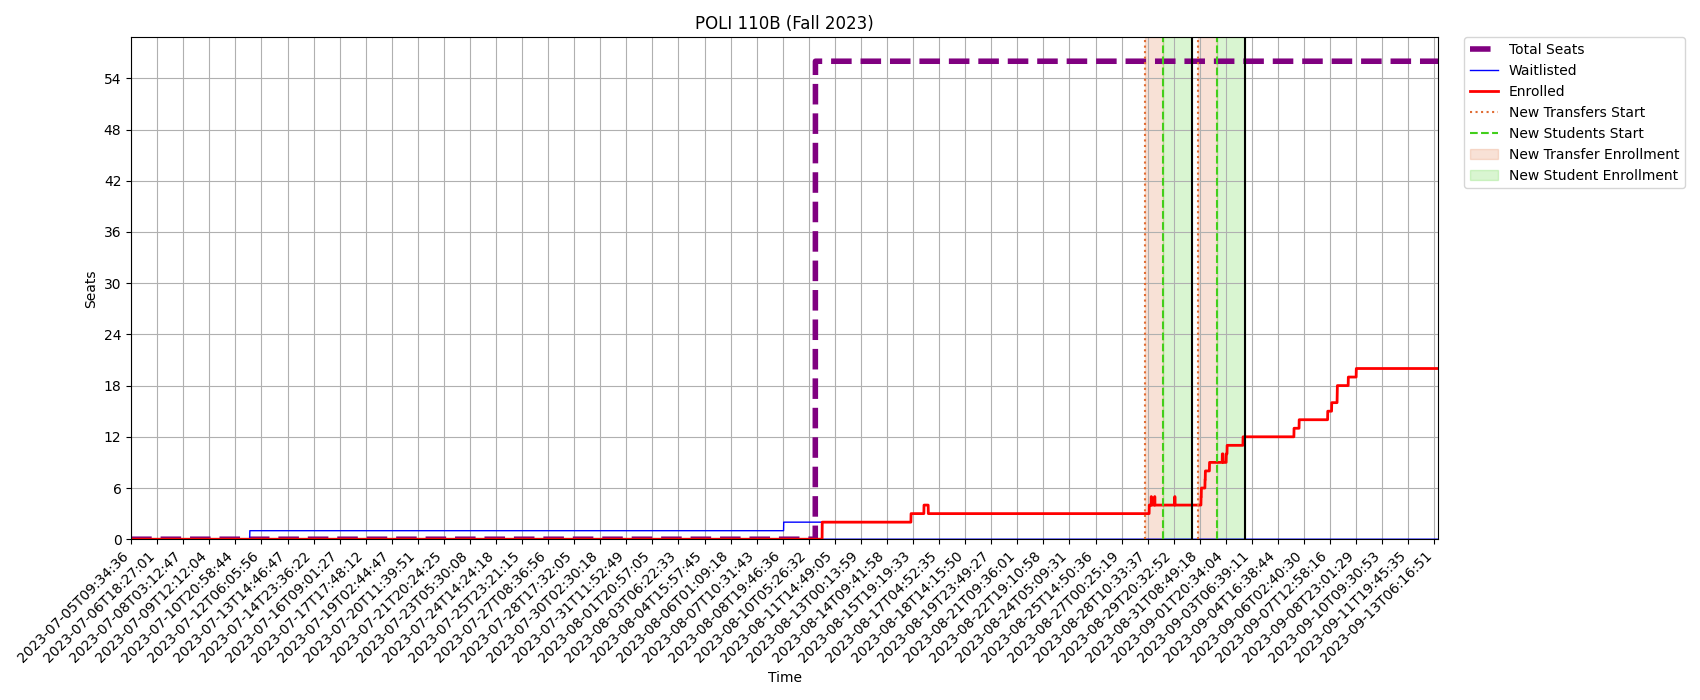 POLI 110B (Fall 2023)
Total Seats
Waitlisted
Enrolled
New Transfers Start
New Students Start
New Transfer Enrollment
New Student Enrollment
Seats
54
48
42
36
30
24
18
12
6
0
2023-07-05T09:34:36
2023-07-06T18:27:01
2023-07-08T03:12:47
2023-07-09T12:12:04
2023-07-10T20:58:44
2023-07-12T06:05:56
2023-07-13T14:46:47
2023-07-14T23:36:22
2023-07-16T09:01:27
2023-07-17T17:48:12
2023-07-19T02:44:47
2023-07-21T11:39:51
2023-07-21T20:24:25
2023-07-23T05:30:08
2023-07-24T14:24:18
2023-07-25T23:21:15
2023-07-27T08:36:56
2023-07-28T17:32:05
2023-07-30T02:30:18
2023-07-31T11:52:49
2023-08-01T20:57:05
2023-08-03T06:22:33
2023-08-04T15:57:45
2023-08-06T01:09:18
2023-08-07T10:31:43
2023-08-08T19:46:36
2023-08-10T05:26:32
2023-08-11T14:49:05
2023-08-13T00:13:59
2023-08-14T09:41:58
2023-08-15T19:19:33
2023-08-17T04:52:35
2023-08-18T14:15:50
2023-08-19T23:49:27
2023-08-21T09:36:01
2023-08-22T19:10:58
2023-08-24T05:09:31
2023-08-25T14:50:36
2023-08-27T00:25:19
2023-08-28T10:33:37
2023-08-29T20:32:52
2023-08-31T08:49:18
2023-09-01T20:34:04
2023-09-03T06:39:11
2023-09-04T16:38:44
2023-09-06T02:40:30
2023-09-07T12:58:16
2023-09-08T23:01:29
2023-09-10T09:30:53
2023-09-11T19:45:35
2023-09-13T06:16:51
Time